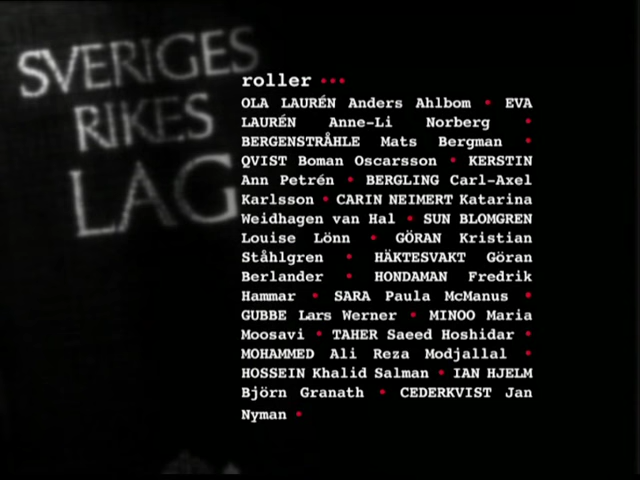 SVERIGES
RIKES
LAG
roller •••
OLA LAURÉN Anders Ahlbom • EVA
LAURÉN Anne-Li Norberg •
BERGENSTRÅHLE Mats Bergman •
QVIST Boman Oscarsson • KERSTIN
Ann Petrén • BERGLING Carl-Axel
Karlsson • CARIN NEIMERT Katarina
Weidhagen van Hal • SUN BLOMGREN
Louise Lönn • GÖRAN Kristian
Ståhlgren • HÄKTESVAKT Göran
Berlander • HONDAMAN Fredrik
Hammar • SARA Paula McManus •
GUBBE Lars Werner • MINOO Maria
Moosavi • TAHER Saeed Hoshidar •
MOHAMMED Ali Reza Modjallal •
HOSSEIN Khalid Salman • IAN HJELM
Björn Granath • CEDERKVIST Jan
Nyman •